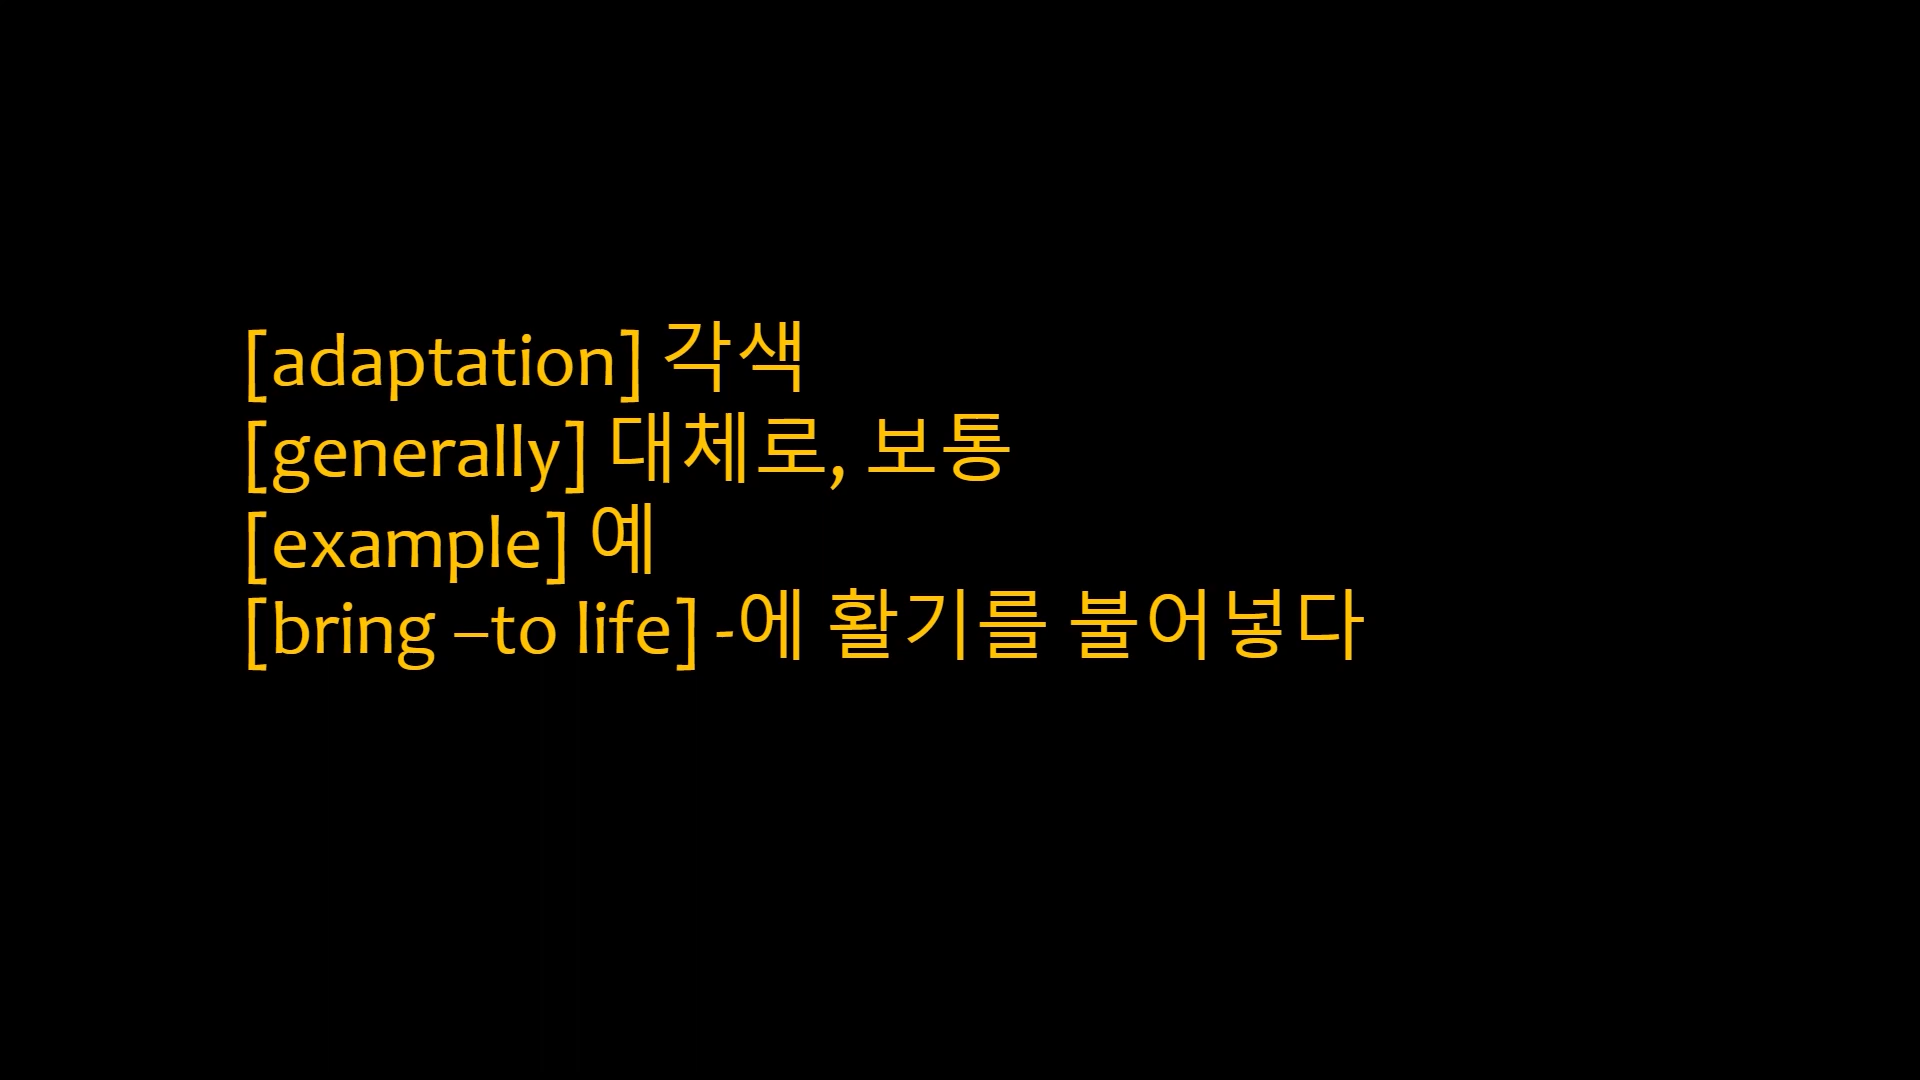 [adaptation] 각색
[generally] 대체로, 보통
[example] 예
[bring –to life] -에 활기를 불어넣다